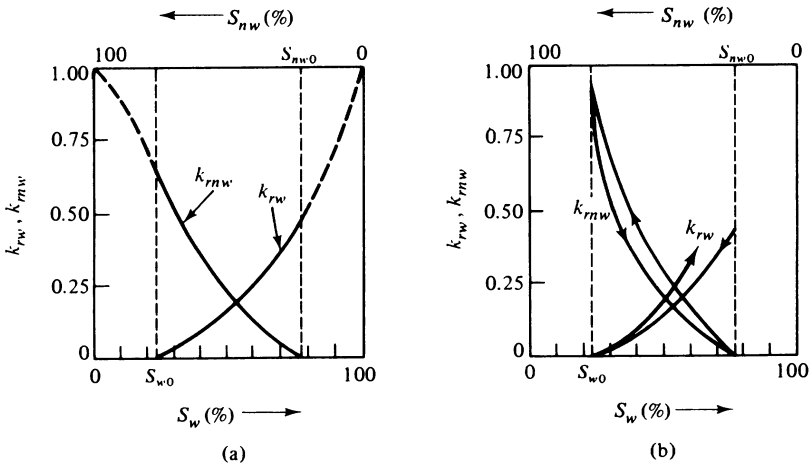 ← S_nw (%)
100 S_nw0 0
1.00
0.75
0.50
0.25
0
k_rw, k_rnw
k_rnw
k_rw
0 S_w0 100
S_w (%) →
(a)
← S_nw (%)
100 S_nw0 0
1.00
0.75
0.50
0.25
0
k_rw, k_rnw
k_rnw
k_rw
0 S_w0 100
S_w (%) →
(b)